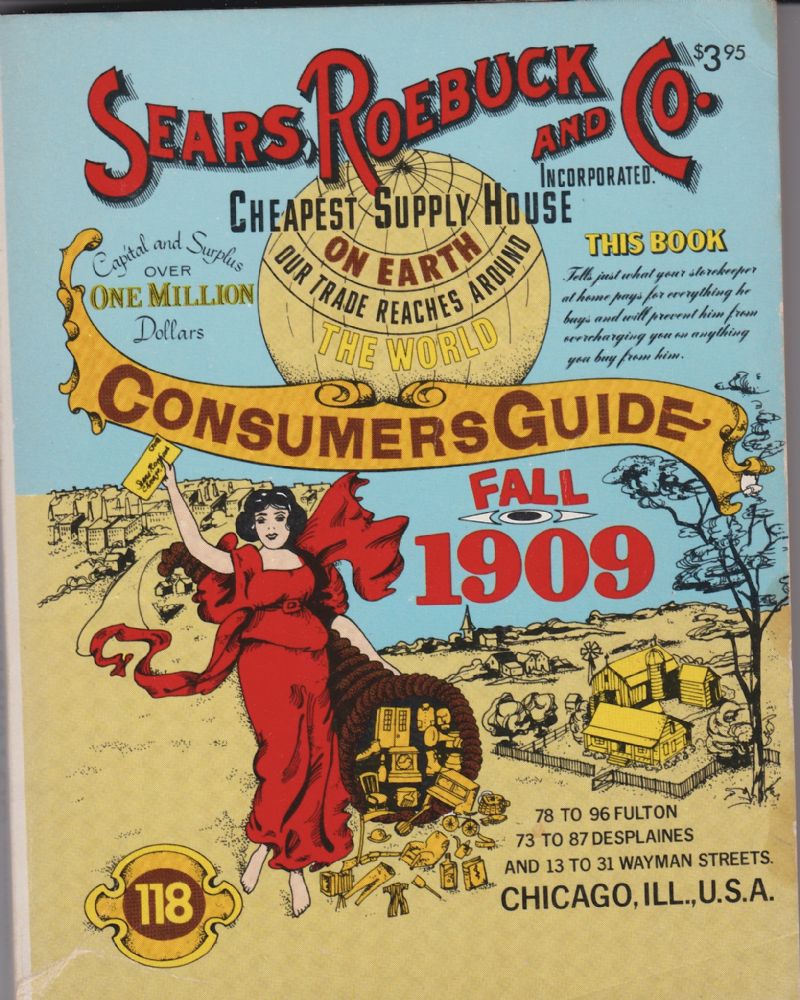 $3.95
SEARS, ROEBUCK AND CO.
INCORPORATED.
CHEAPEST SUPPLY HOUSE
ON EARTH
OUR TRADE REACHES AROUND
THE WORLD
Capital and Surplus
OVER
ONE MILLION
Dollars
THIS BOOK
Tells just what your storekeeper
at home pays for everything he
buys and will prevent him from
overcharging you on anything
you buy from him.
CONSUMERS GUIDE
FALL
1909
78 TO 96 FULTON
73 TO 87 DESPLAINES
AND 13 TO 31 WAYMAN STREETS.
CHICAGO, ILL., U.S.A.
118